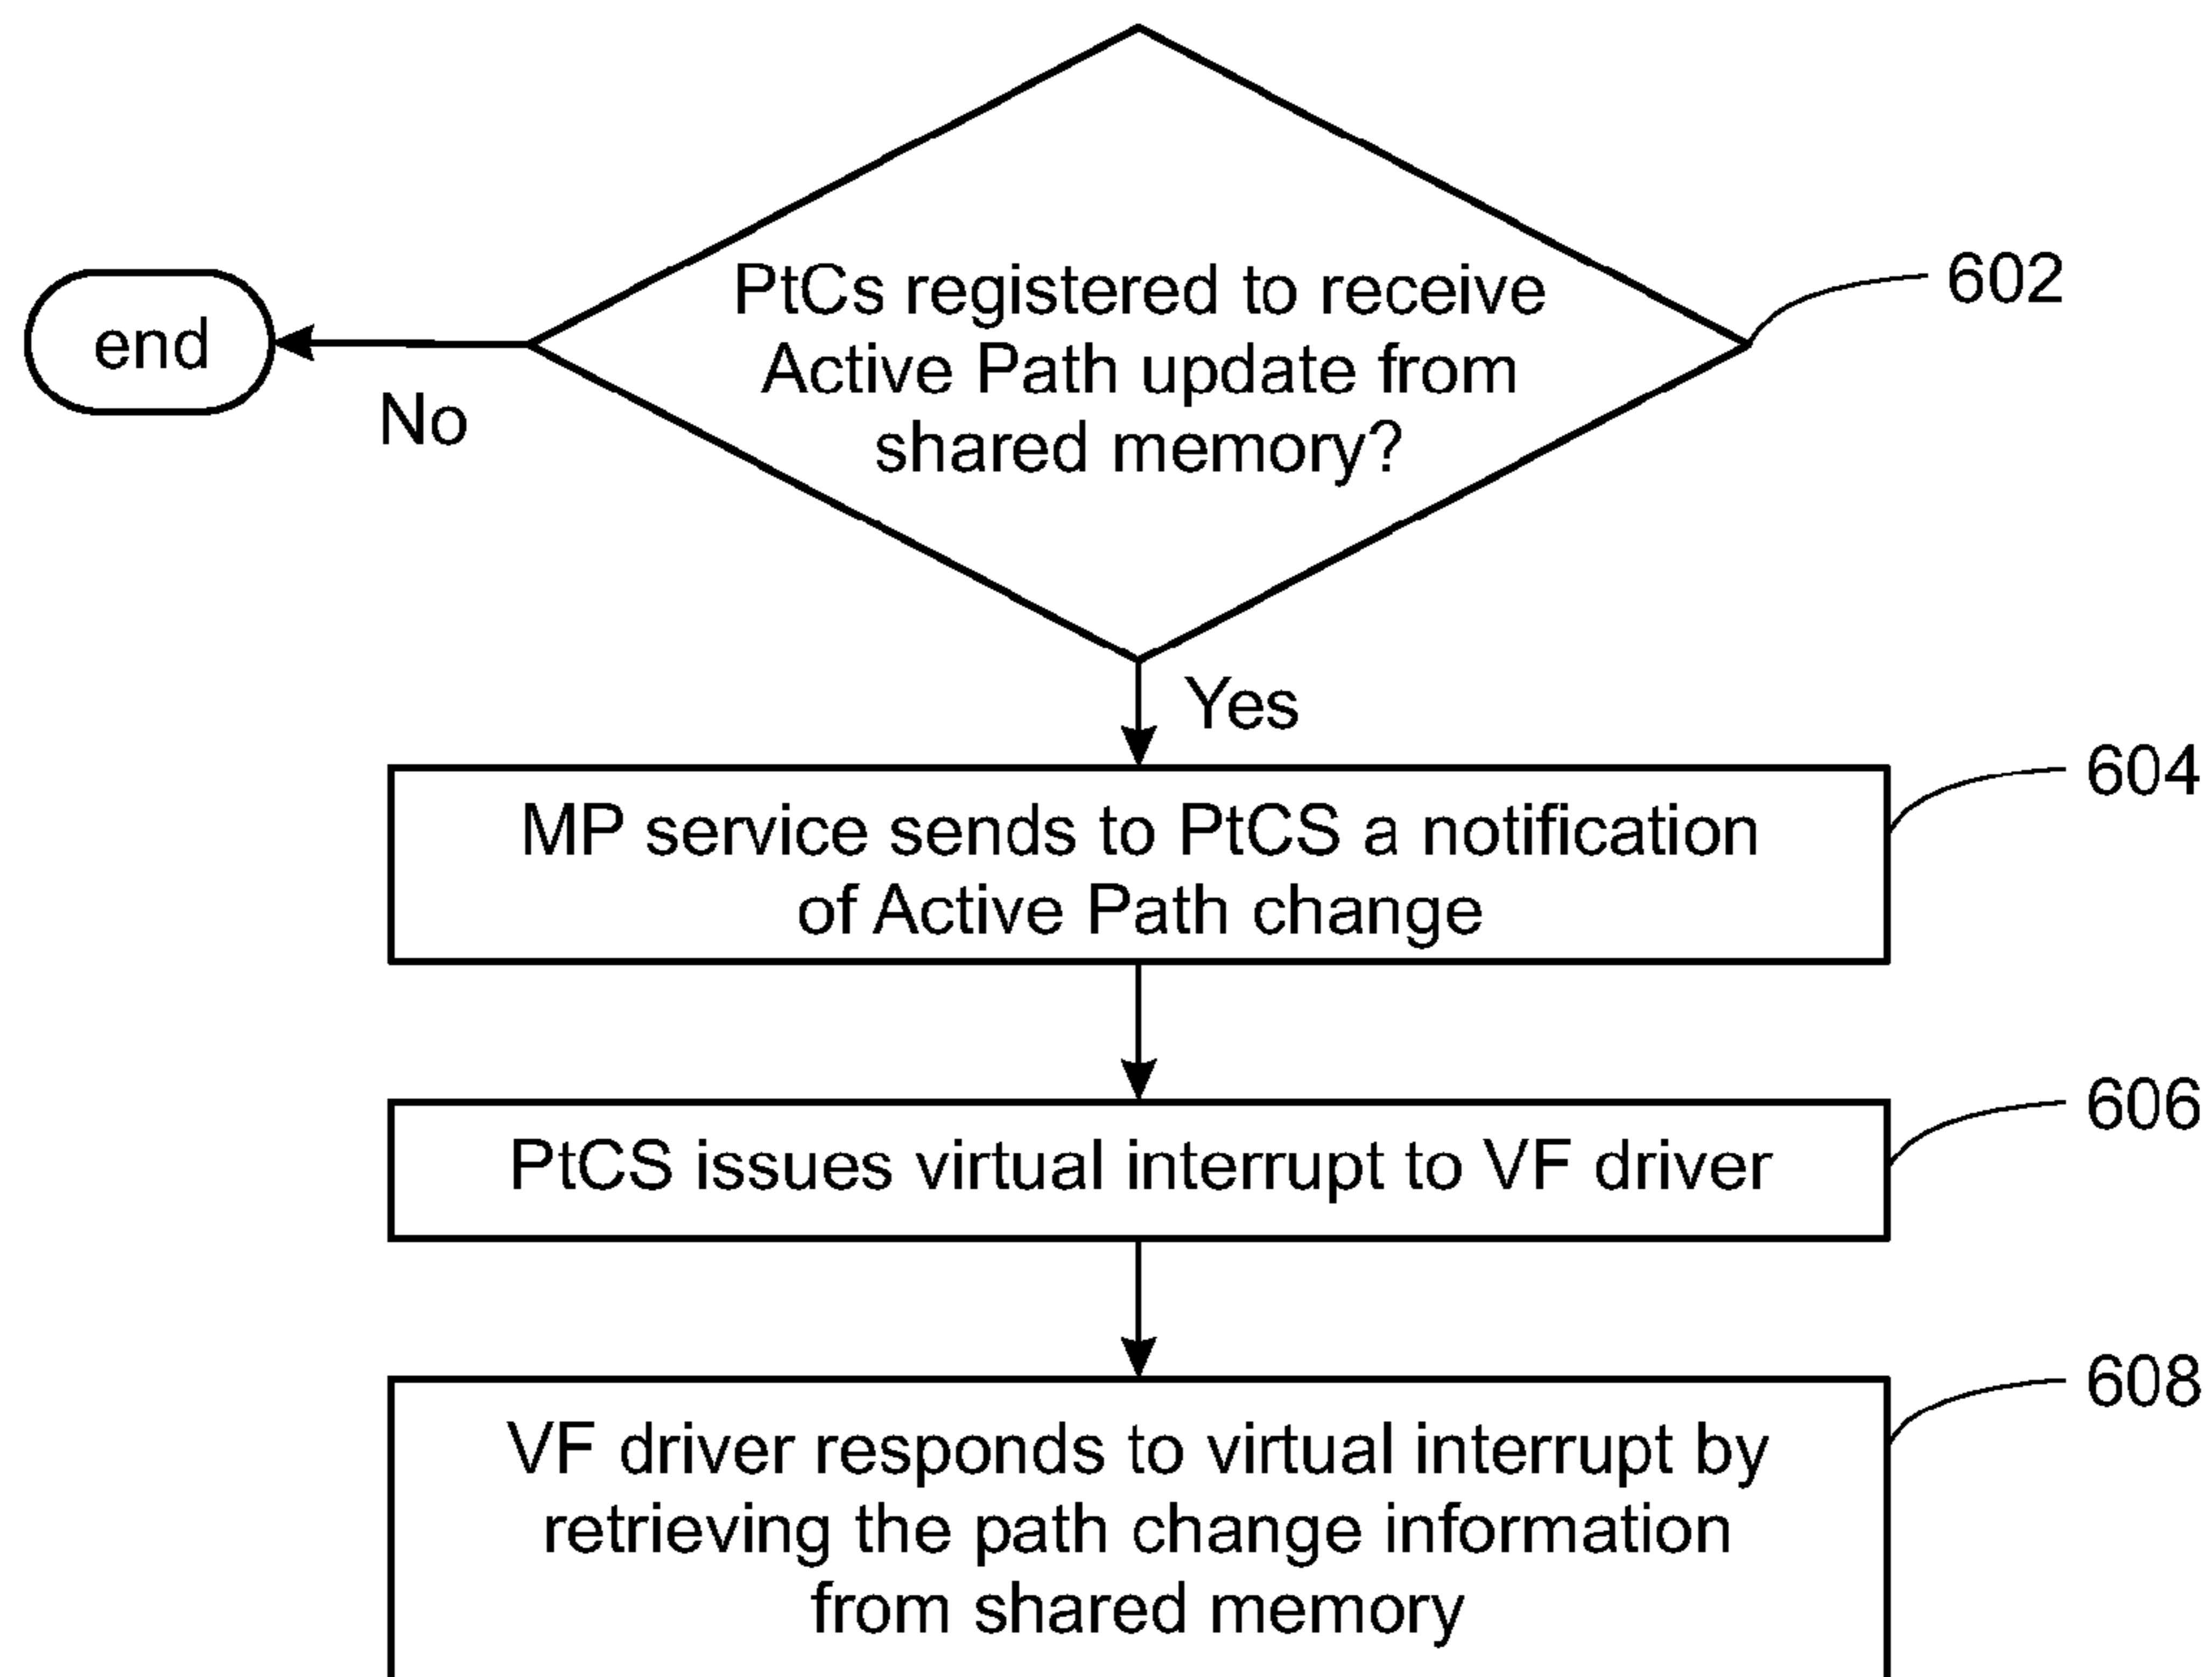 PtCs registered to receive
Active Path update from
shared memory?
602
end
No
Yes
604
MP service sends to PtCS a notification
of Active Path change
606
PtCS issues virtual interrupt to VF driver
608
VF driver responds to virtual interrupt by
retrieving the path change information
from shared memory